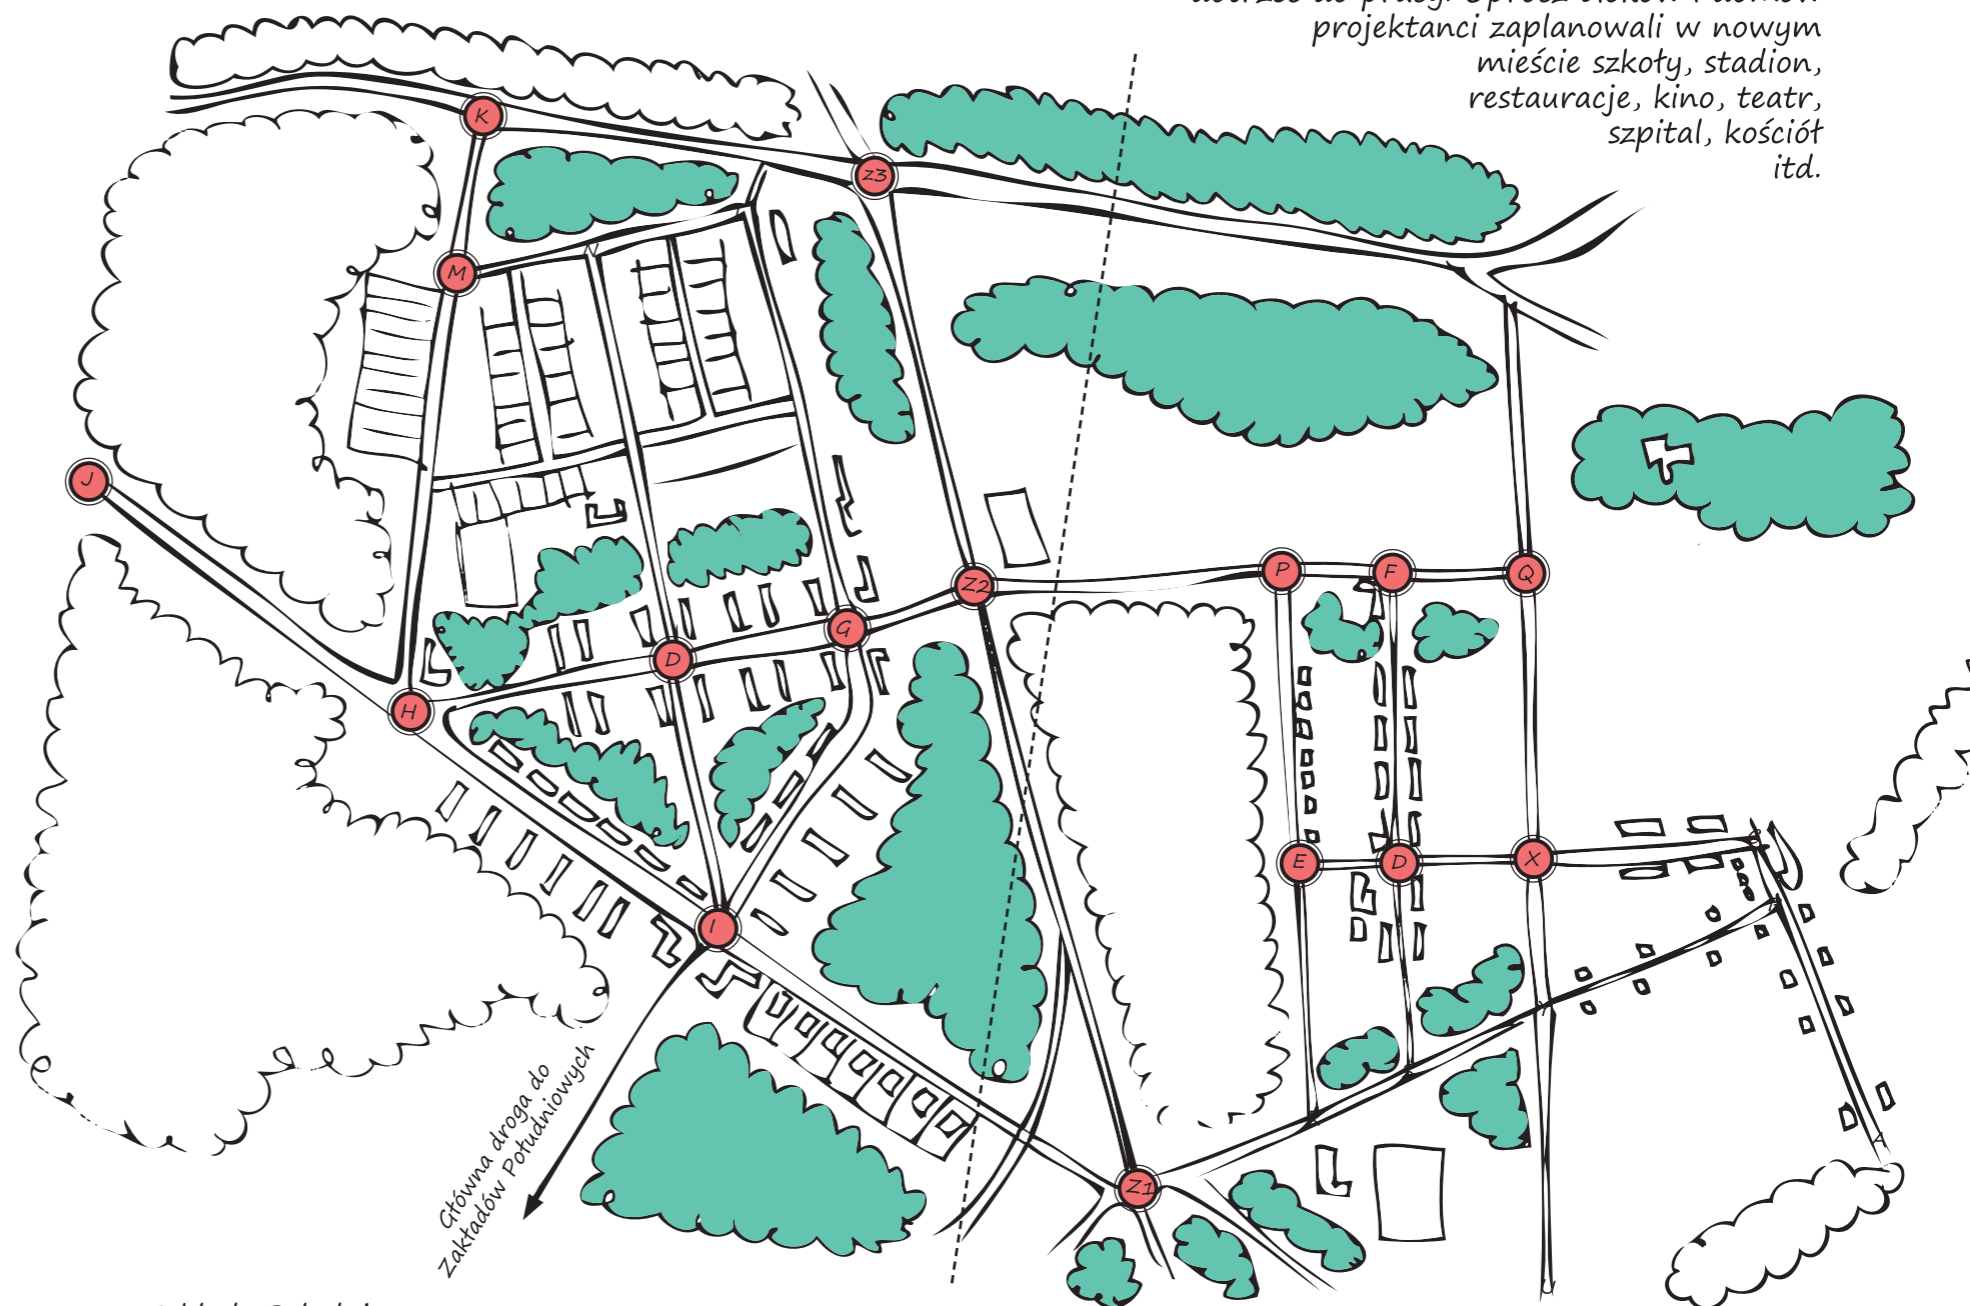 projektanci zaplanowali w nowym
mieście szkoły, stadion,
restauracje, kino, teatr,
szpital, kościół
itd.
K
Z3
M
N
J
Z2
P
F
Q
G
D
H
E
D
X
I
Główna droga do
Zakładów Południowych
A
Z1
U